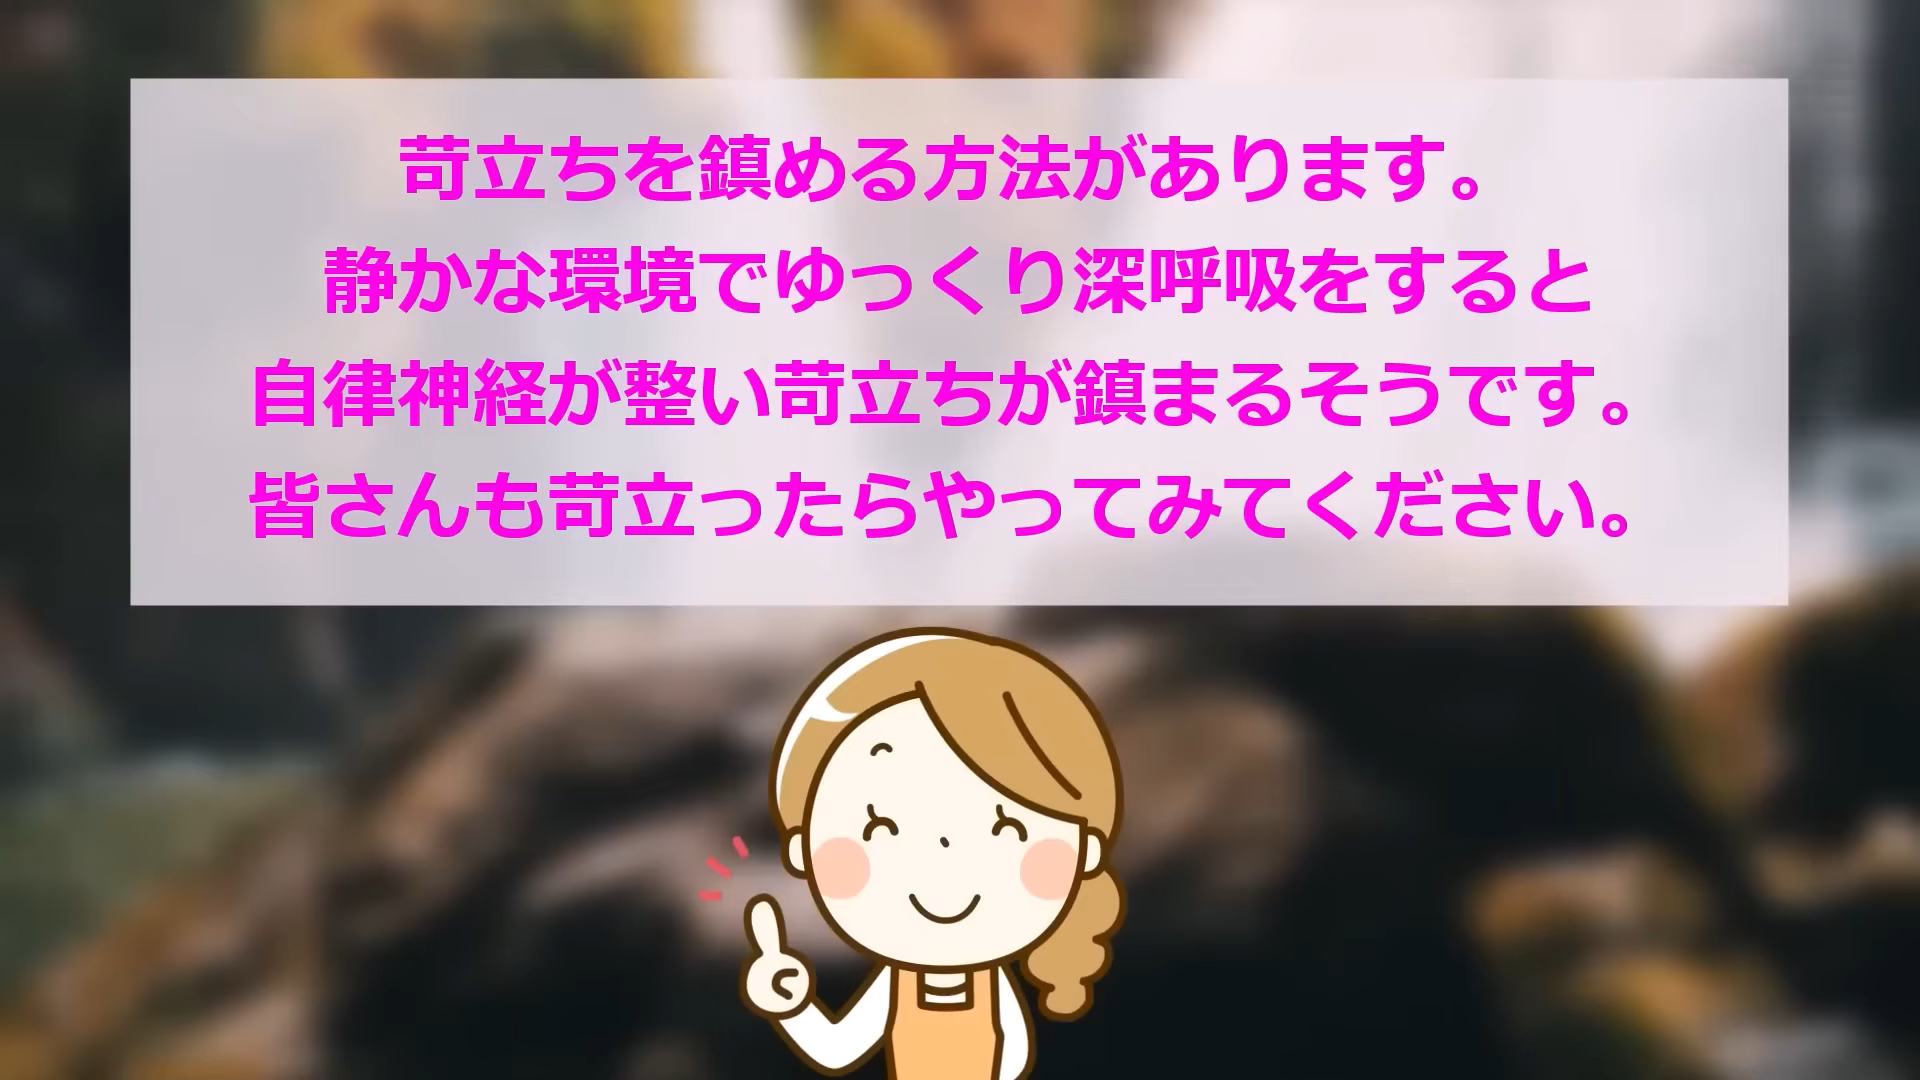 苛立ちを鎮める方法があります。
静かな環境でゆっくり深呼吸をすると
自律神経が整い苛立ちが鎮まるそうです。
皆さんも苛立ったらやってみてください。